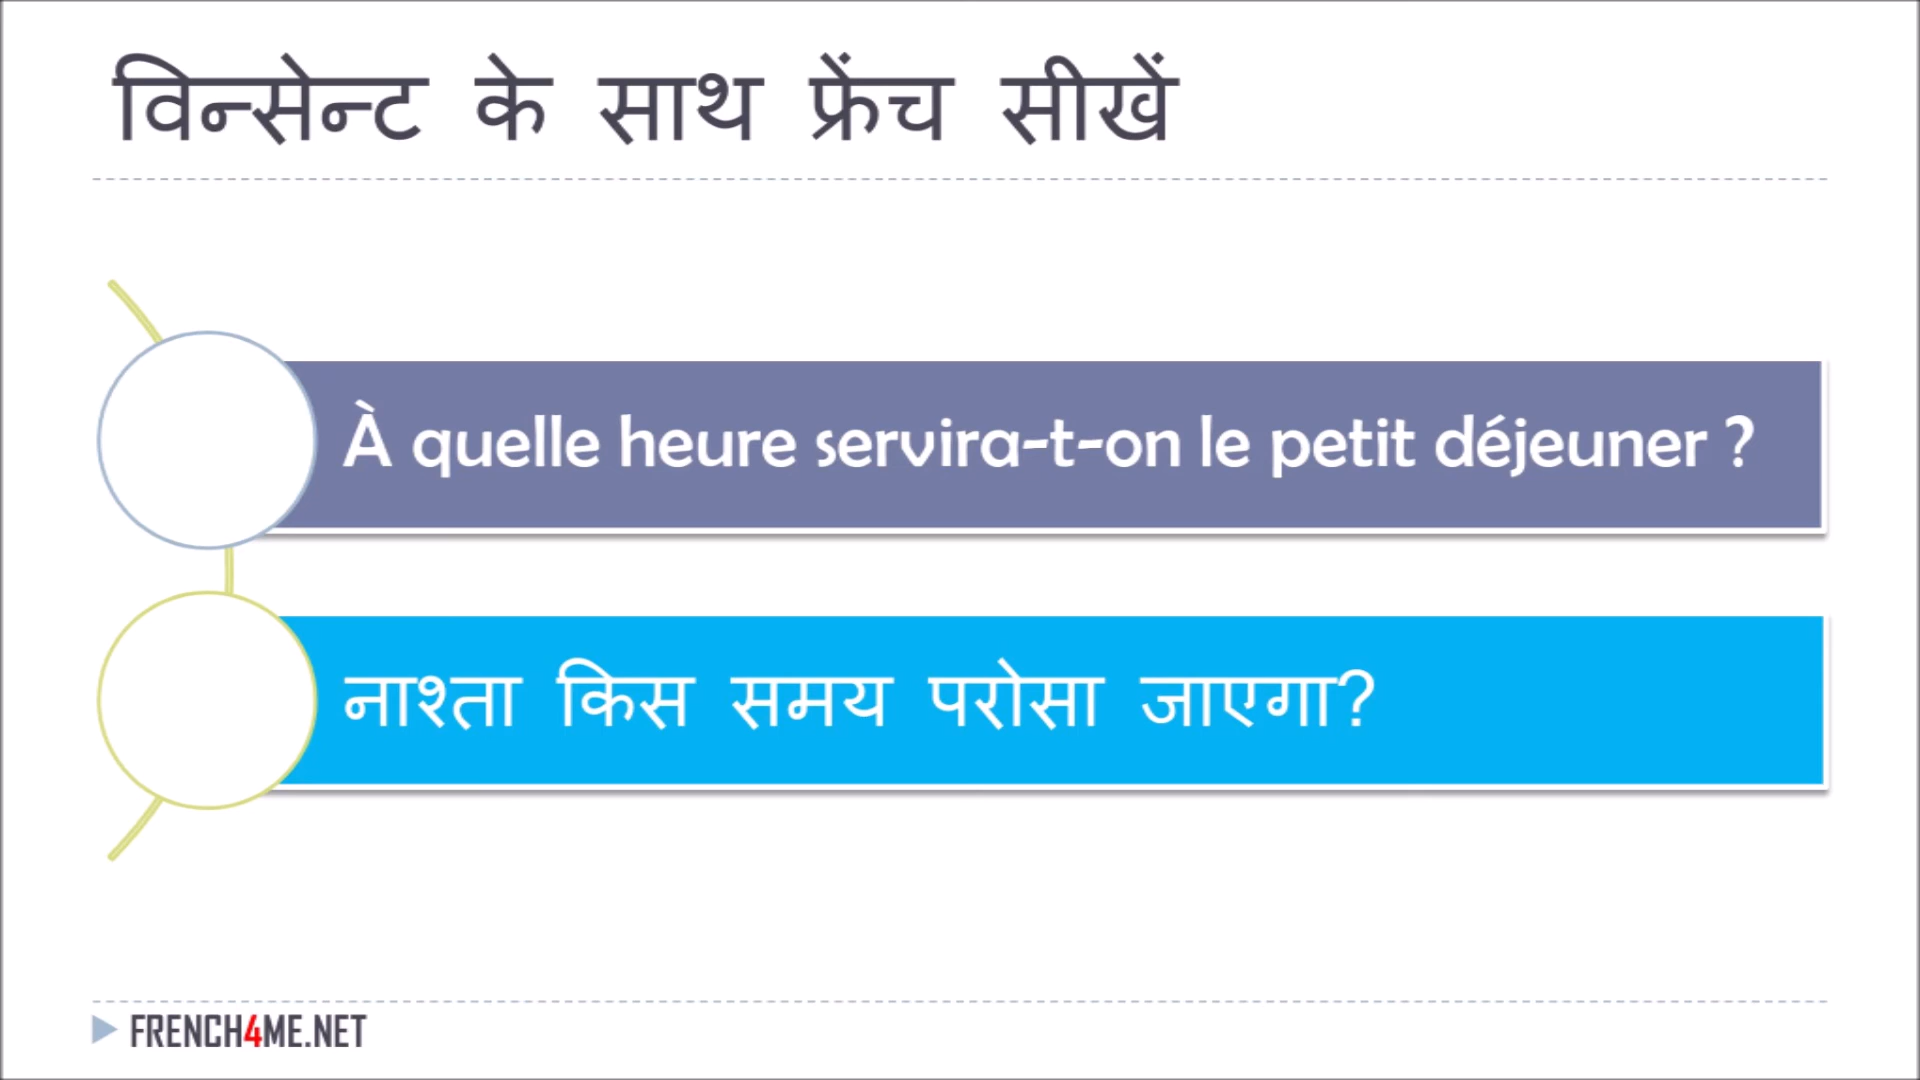 विन्सेन्ट के साथ फ्रेंच सीखें
À quelle heure servira-t-on le petit déjeuner ?
नाश्ता किस समय परोसा जाएगा?
FRENCH4ME.NET